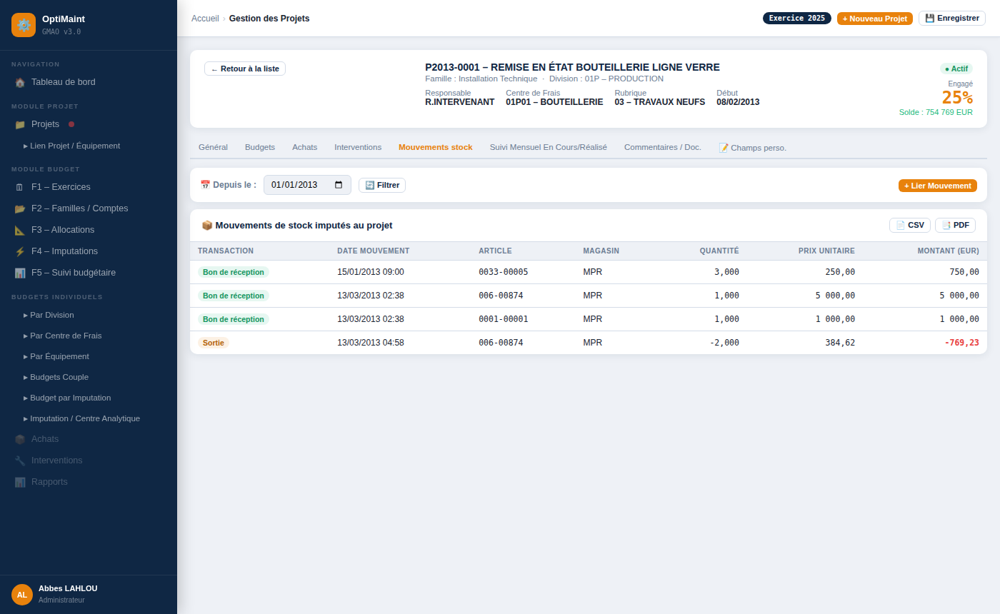 OptiMaint
GMAO v3.0
NAVIGATION
Tableau de bord
MODULE PROJET
Projets
▸ Lien Projet / Équipement
MODULE BUDGET
F1 – Exercices
F2 – Familles / Comptes
F3 – Allocations
F4 – Imputations
F5 – Suivi budgétaire
BUDGETS INDIVIDUELS
▸ Par Division
▸ Par Centre de Frais
▸ Par Équipement
▸ Budgets Couple
▸ Budget par Imputation
▸ Imputation / Centre Analytique
Achats
Interventions
Rapports
AL
Abbes LAHLOU
Administrateur
Accueil › Gestion des Projets
Exercice 2025
+ Nouveau Projet
💾 Enregistrer
← Retour à la liste
P2013-0001 – REMISE EN ÉTAT BOUTEILLERIE LIGNE VERRE
Famille : Installation Technique · Division : 01P – PRODUCTION
Responsable Centre de Frais Rubrique Début
R.INTERVENANT 01P01 – BOUTEILLERIE 03 – TRAVAUX NEUFS 08/02/2013
● Actif
Engagé
25%
Solde : 754 769 EUR
Général Budgets Achats Interventions Mouvements stock Suivi Mensuel En Cours/Réalisé Commentaires / Doc. 📝 Champs perso.
📅 Depuis le : 01/01/2013 🔄 Filtrer + Lier Mouvement
📦 Mouvements de stock imputés au projet 📄 CSV 📑 PDF
TRANSACTION DATE MOUVEMENT ARTICLE MAGASIN QUANTITÉ PRIX UNITAIRE MONTANT (EUR)
Bon de réception 15/01/2013 09:00 0033-00005 MPR 3,000 250,00 750,00
Bon de réception 13/03/2013 02:38 006-00874 MPR 1,000 5 000,00 5 000,00
Bon de réception 13/03/2013 02:38 0001-00001 MPR 1,000 1 000,00 1 000,00
Sortie 13/03/2013 04:58 006-00874 MPR -2,000 384,62 -769,23